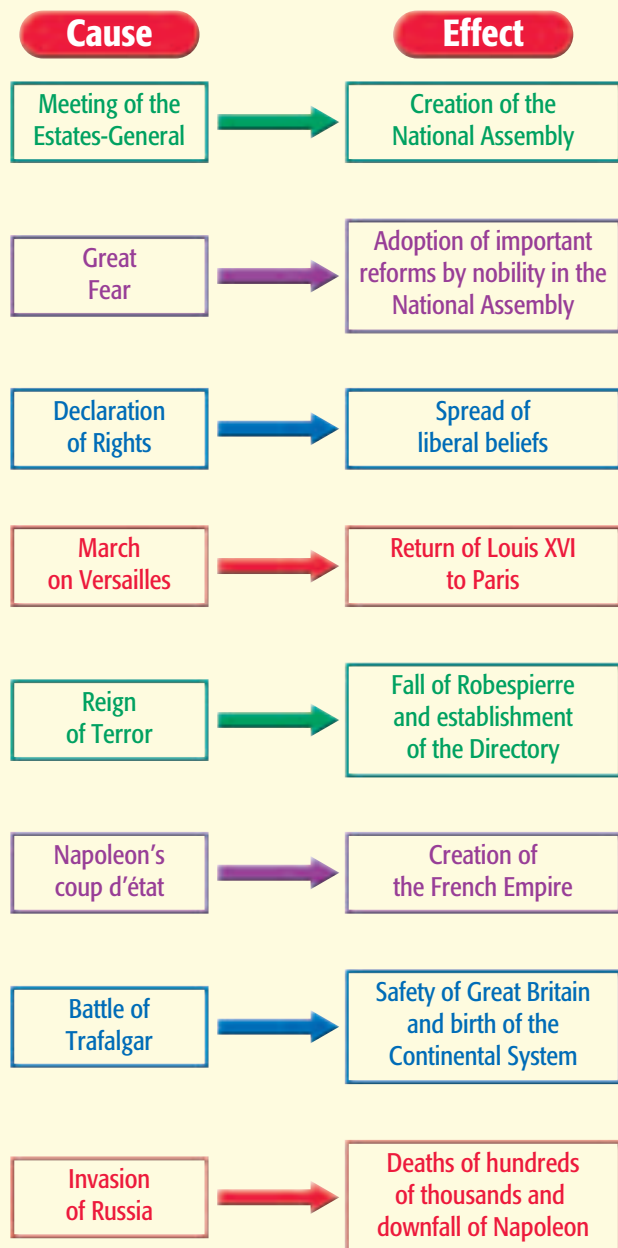 Cause
Effect
Meeting of the
Estates-General
Creation of the
National Assembly
Great
Fear
Adoption of important
reforms by nobility in the
National Assembly
Declaration
of Rights
Spread of
liberal beliefs
March
on Versailles
Return of Louis XVI
to Paris
Reign
of Terror
Fall of Robespierre
and establishment
of the Directory
Napoleon’s
coup d’état
Creation of
the French Empire
Battle of
Trafalgar
Safety of Great Britain
and birth of the
Continental System
Invasion
of Russia
Deaths of hundreds
of thousands and
downfall of Napoleon